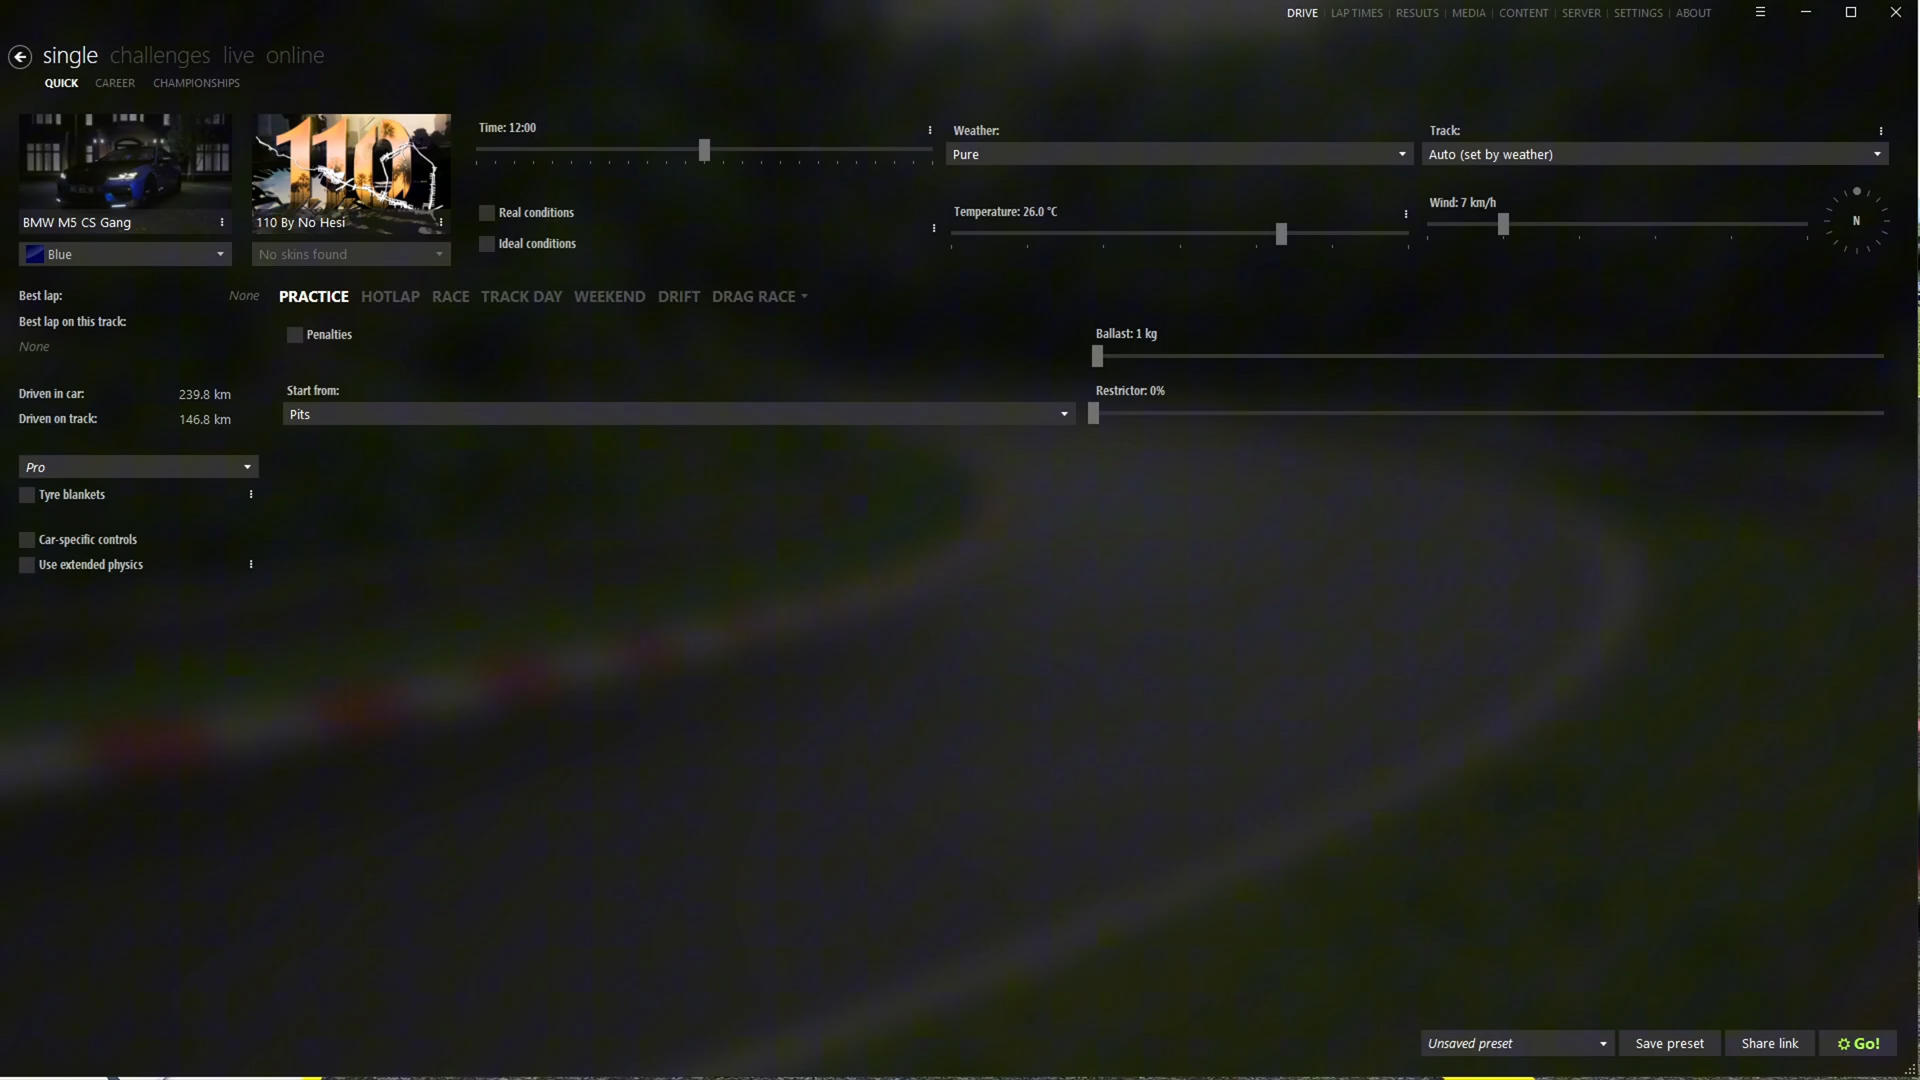 DRIVE LAP TIMES RESULTS MEDIA CONTENT SERVER SETTINGS ABOUT
single challenges live online
QUICK CAREER CHAMPIONSHIPS
110
BMW M5 CS Gang
110 By No Hesi
Blue
No skins found
Time: 12:00
Real conditions
Ideal conditions
Weather:
Pure
Temperature: 26.0 °C
Track:
Auto (set by weather)
Wind: 7 km/h
N
Best lap: None
Best lap on this track:
None
Driven in car: 239.8 km
Driven on track: 146.8 km
Pro
Tyre blankets
Car-specific controls
Use extended physics
PRACTICE HOTLAP RACE TRACK DAY WEEKEND DRIFT DRAG RACE
Penalties
Start from:
Pits
Ballast: 1 kg
Restrictor: 0%
Unsaved preset Save preset Share link Go!